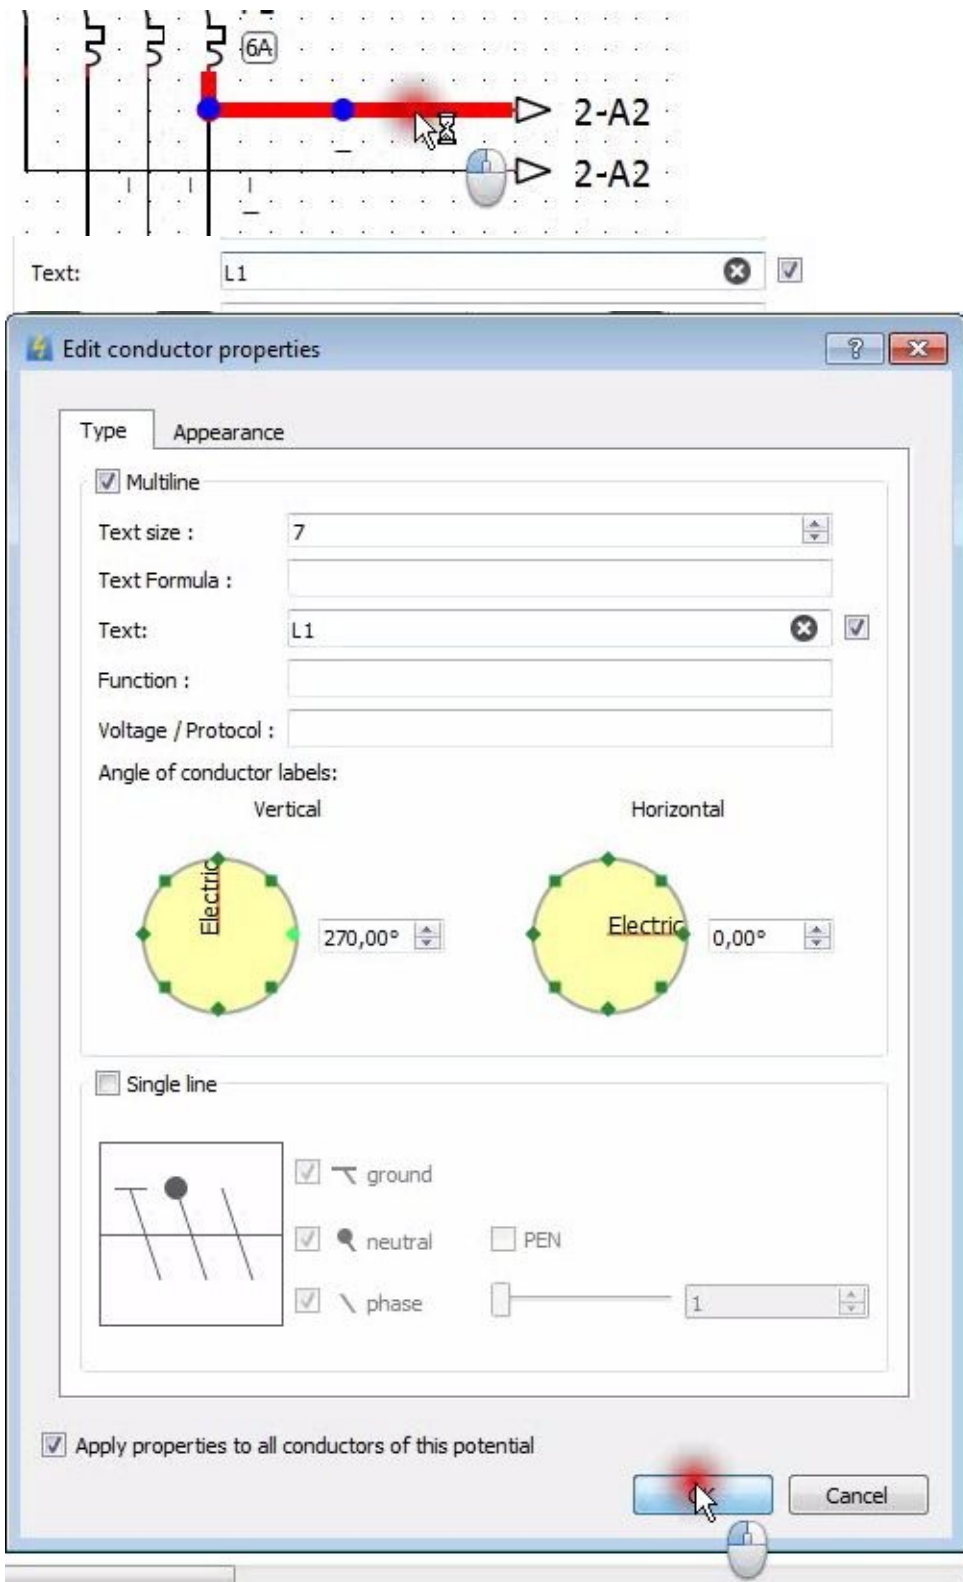 6A
2-A2
2-A2
Text: L1
Edit conductor properties
Type Appearance
Multiline
Text size : 7
Text Formula :
Text: L1
Function :
Voltage / Protocol :
Angle of conductor labels:
Vertical Horizontal
Electric 270,00° Electric 0,00°
Single line
ground
neutral PEN
phase 1
Apply properties to all conductors of this potential
Cancel